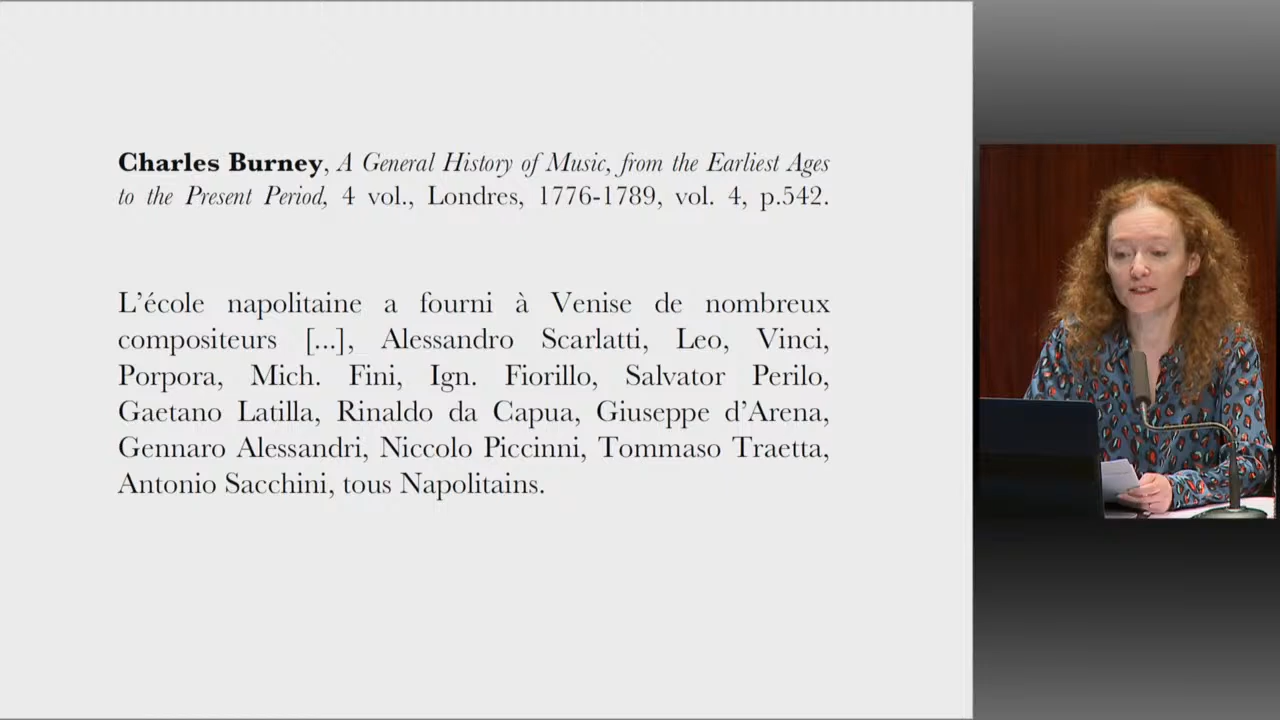 Charles Burney, A General History of Music, from the Earliest Ages
to the Present Period, 4 vol., Londres, 1776-1789, vol. 4, p.542.
L'école napolitaine a fourni à Venise de nombreux
compositeurs [...], Alessandro Scarlatti, Leo, Vinci,
Porpora, Mich. Fini, Ign. Fiorillo, Salvator Perilo,
Gaetano Latilla, Rinaldo da Capua, Giuseppe d'Arena,
Gennaro Alessandri, Niccolo Piccinni, Tommaso Traetta,
Antonio Sacchini, tous Napolitains.